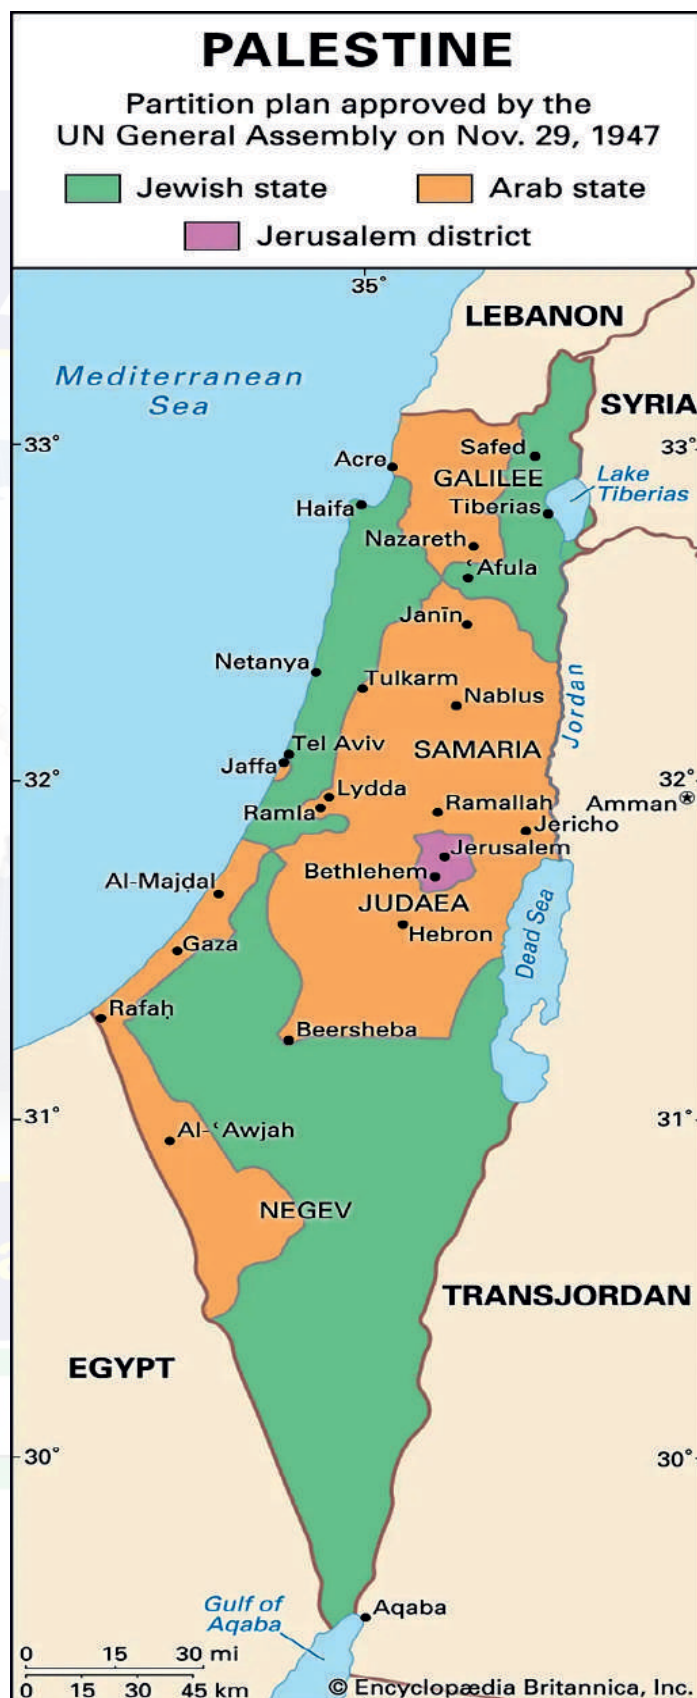 PALESTINE
Partition plan approved by the
UN General Assembly on Nov. 29, 1947
Jewish state
Arab state
Jerusalem district
35°
LEBANON
Mediterranean
Sea
SYRIA
33°
33°
Safed
Acre
GALILEE
Lake
Tiberias
Haifa
Tiberias
Nazareth
ʿAfula
Janīn
Netanya
Tulkarm
Nablus
Jordan
Tel Aviv
SAMARIA
Jaffa
32°
32°
Lydda
Ramla
Ramallah
Amman
Jericho
Jerusalem
Bethlehem
Al-Majḍal
JUDAEA
Hebron
Dead Sea
Gaza
Rafaḥ
Beersheba
31°
31°
Al-ʿAwjah
NEGEV
TRANSJORDAN
EGYPT
30°
30°
Gulf of
Aqaba
Aqaba
0 15 30 mi
0 15 30 45 km
© Encyclopædia Britannica, Inc.